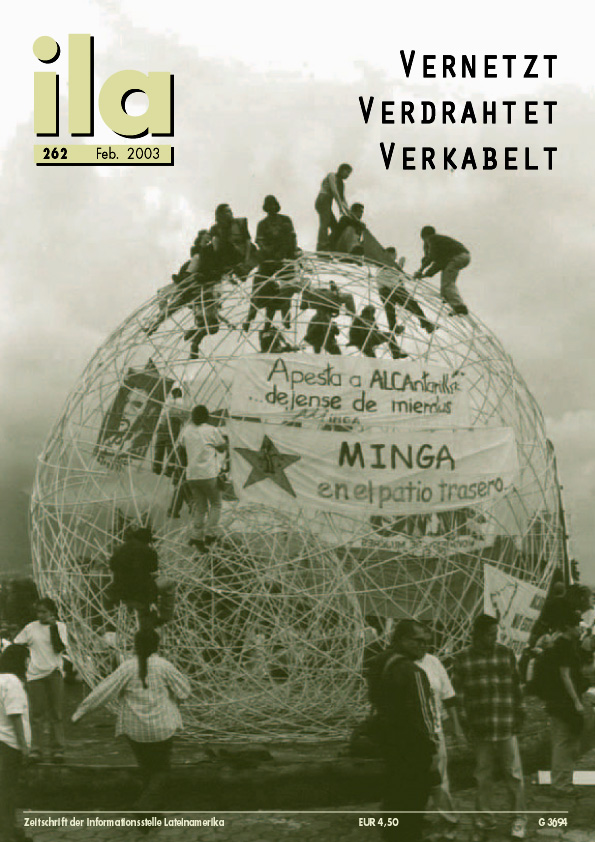 ila
262 Feb. 2003
VERNETZT
VERDRAHTET
VERKABELT
Apesta a ALCAntarilla
...dejense de mierdas
MINGA
en el patio trasero...
Zeitschrift der Informationsstelle Lateinamerika EUR 4,50 G 3694